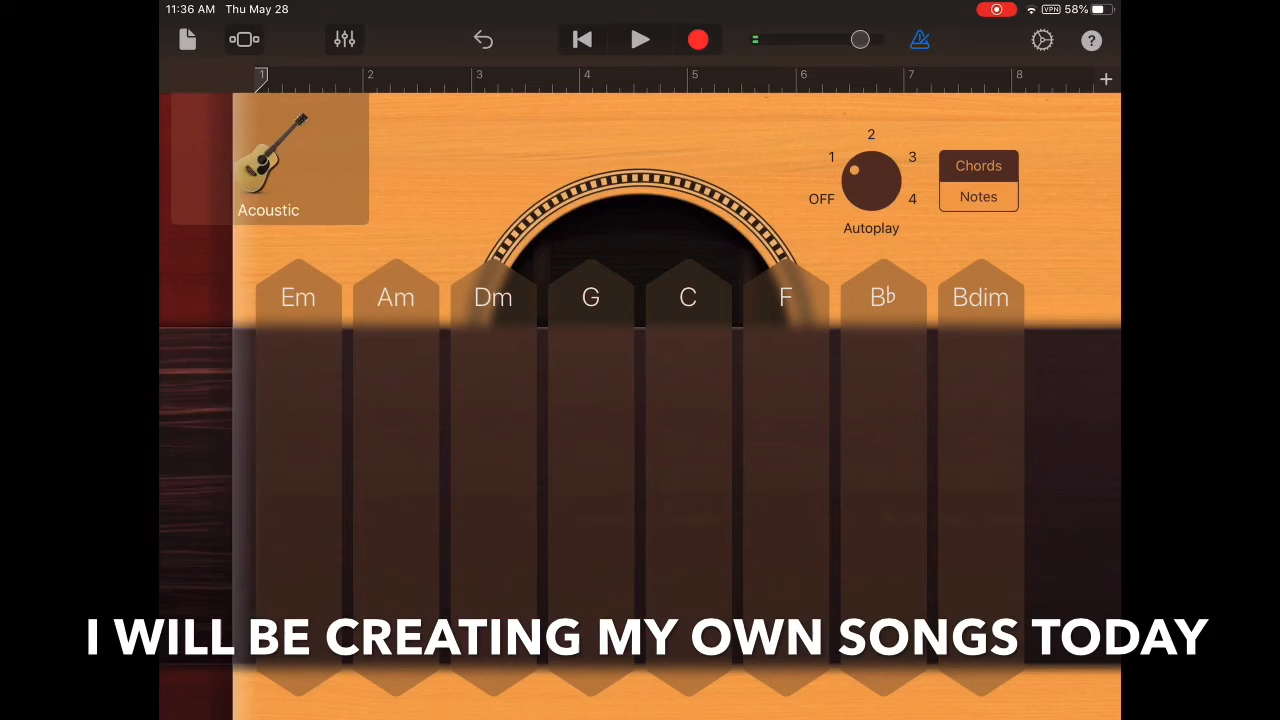 11:36 AM Thu May 28
VPN 58%
1 2 3 4 5 6 7 8
Acoustic
2
1 3
OFF 4
Autoplay
Chords
Notes
Em Am Dm G C F B♭ Bdim
I WILL BE CREATING MY OWN SONGS TODAY